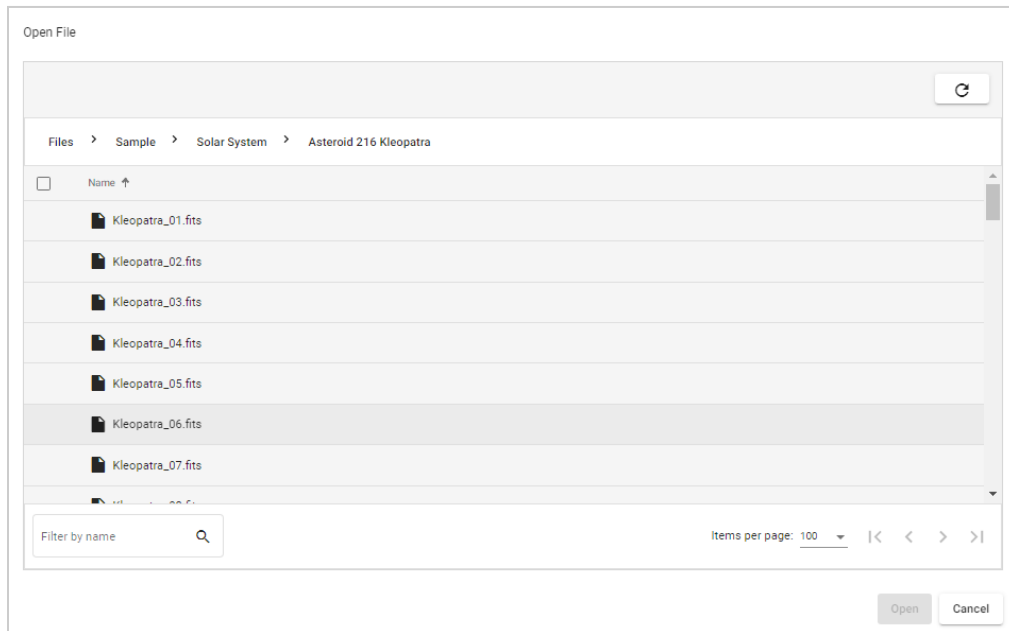 Open File
Files > Sample > Solar System > Asteroid 216 Kleopatra
Name ↑
Kleopatra_01.fits
Kleopatra_02.fits
Kleopatra_03.fits
Kleopatra_04.fits
Kleopatra_05.fits
Kleopatra_06.fits
Kleopatra_07.fits
Filter by name
Items per page: 100
Open
Cancel